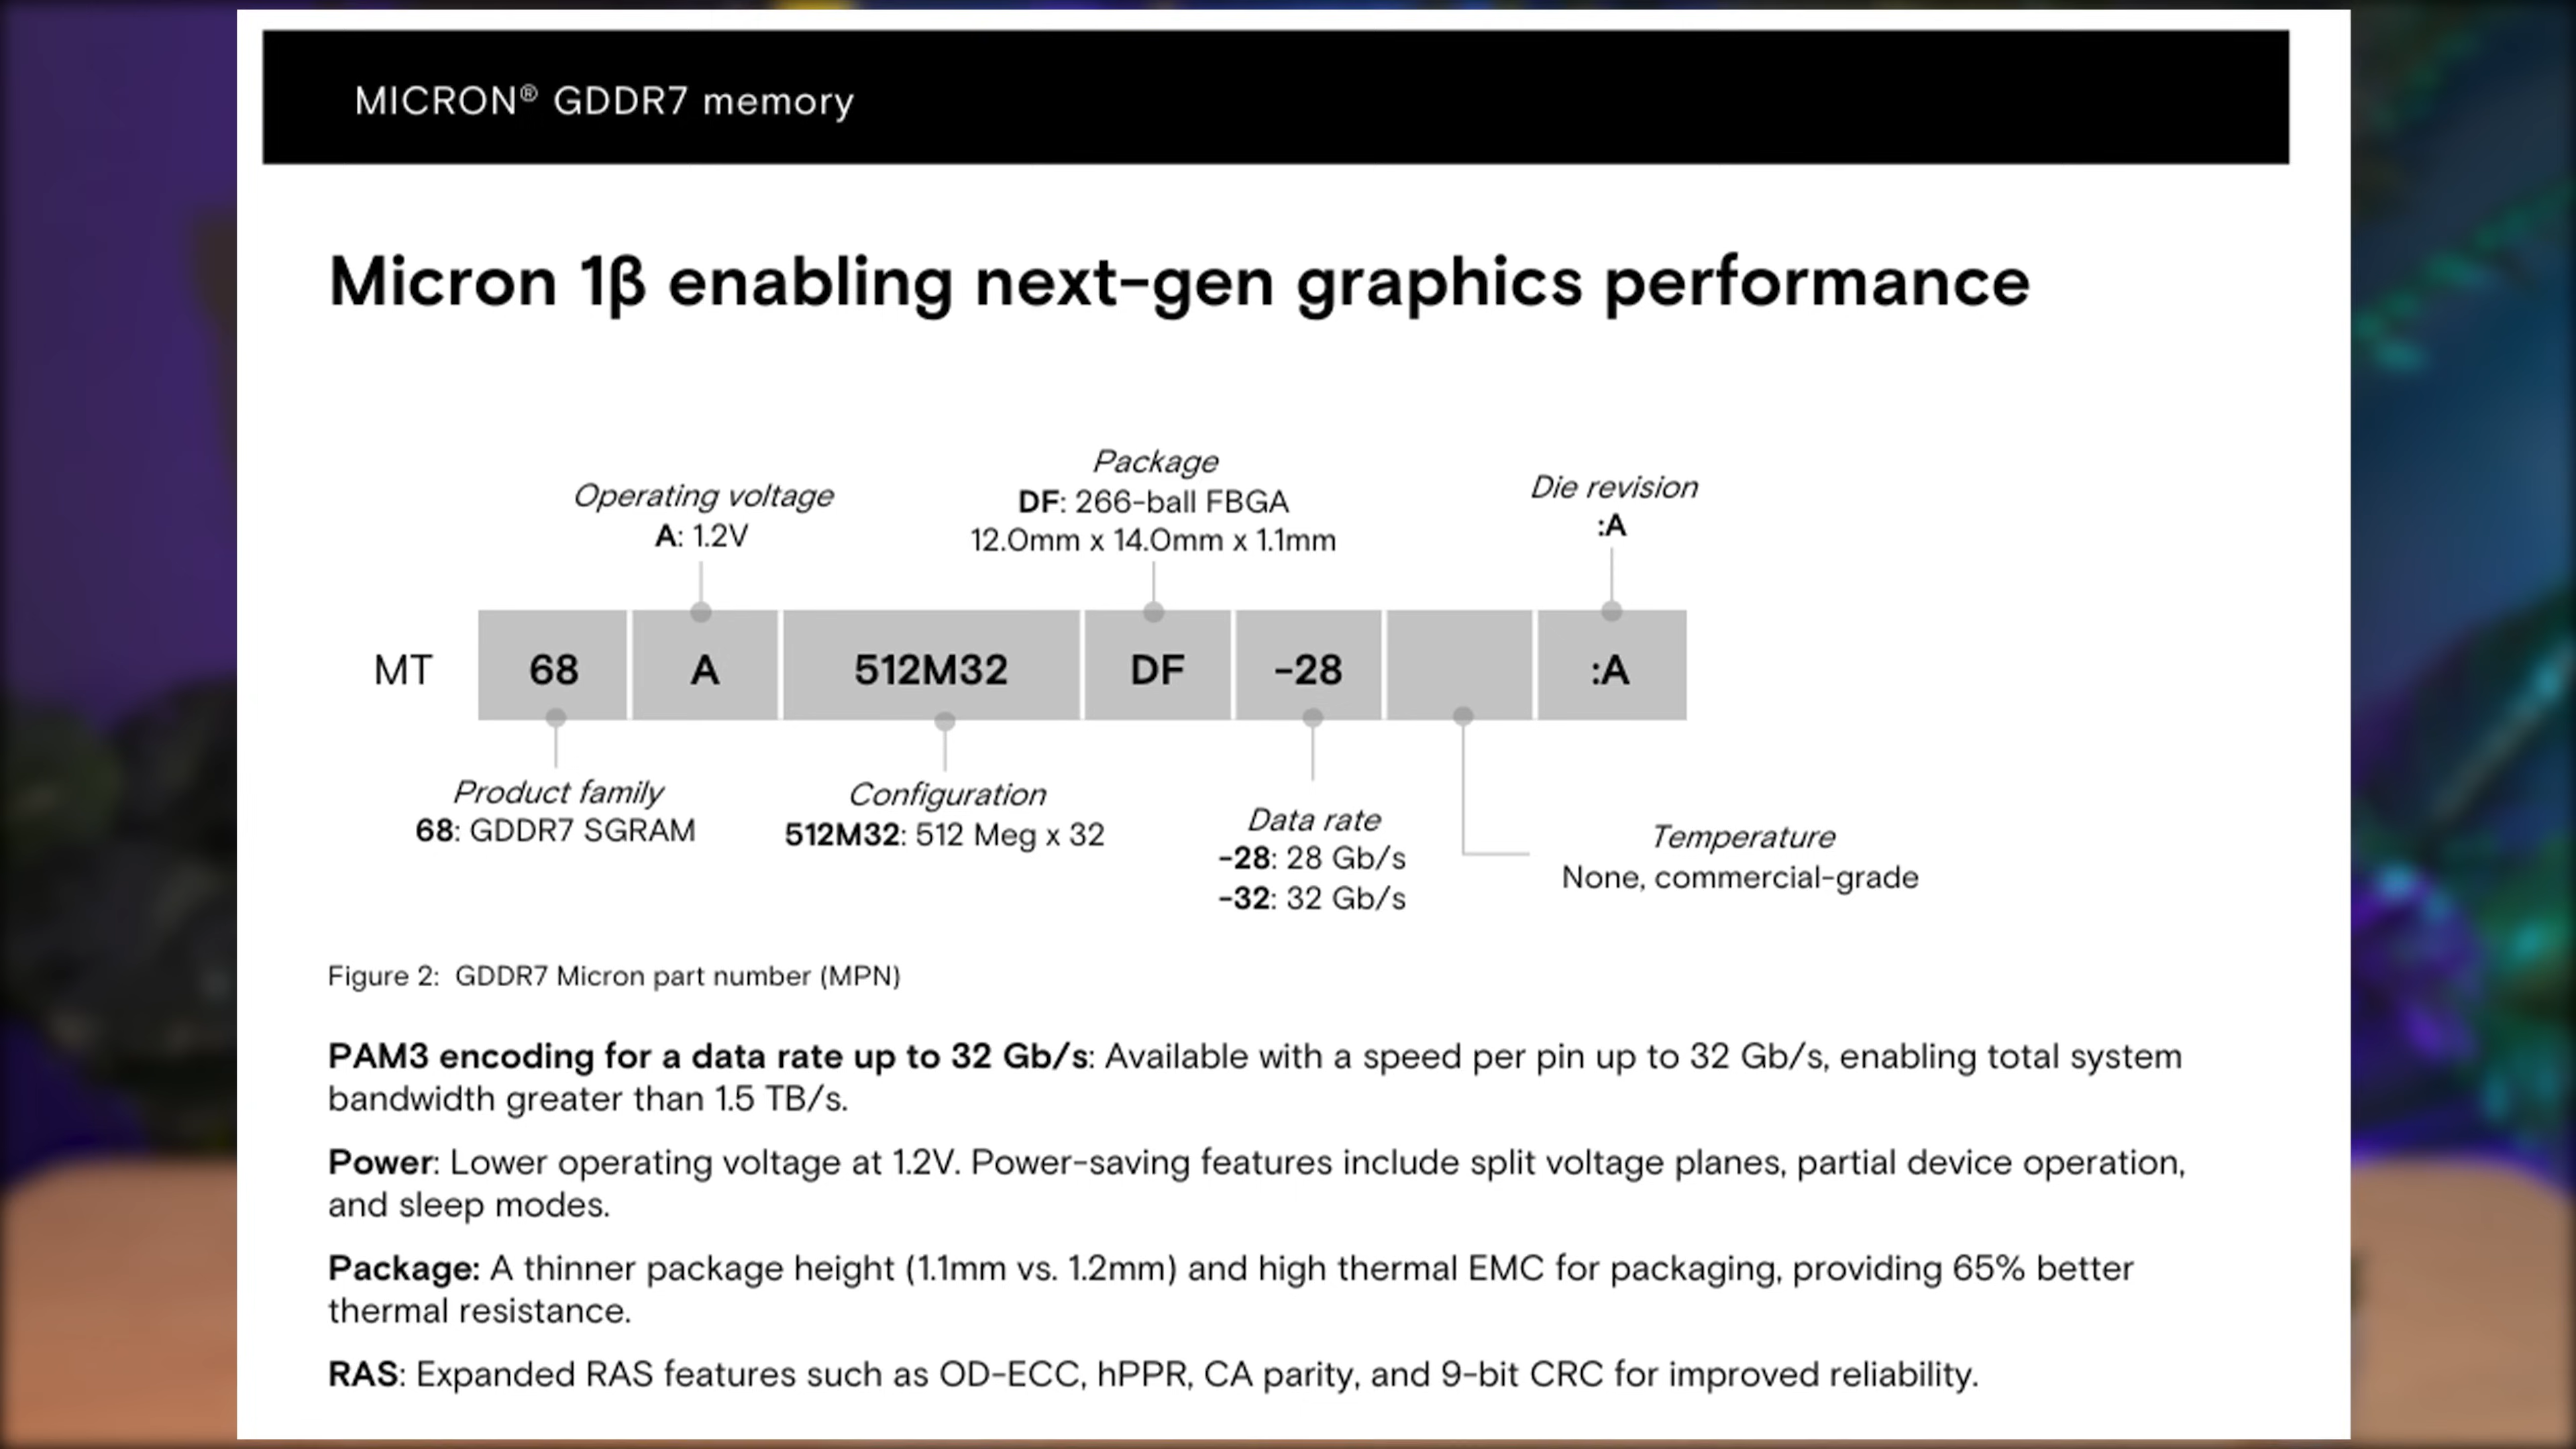 MICRON® GDDR7 memory
Micron 1β enabling next-gen graphics performance
Operating voltage
A: 1.2V
Package
DF: 266-ball FBGA
12.0mm x 14.0mm x 1.1mm
Die revision
:A
MT 68 A 512M32 DF -28 :A
Product family
68: GDDR7 SGRAM
Configuration
512M32: 512 Meg x 32
Data rate
-28: 28 Gb/s
-32: 32 Gb/s
Temperature
None, commercial-grade
Figure 2: GDDR7 Micron part number (MPN)
PAM3 encoding for a data rate up to 32 Gb/s: Available with a speed per pin up to 32 Gb/s, enabling total system
bandwidth greater than 1.5 TB/s.
Power: Lower operating voltage at 1.2V. Power-saving features include split voltage planes, partial device operation,
and sleep modes.
Package: A thinner package height (1.1mm vs. 1.2mm) and high thermal EMC for packaging, providing 65% better
thermal resistance.
RAS: Expanded RAS features such as OD-ECC, hPPR, CA parity, and 9-bit CRC for improved reliability.